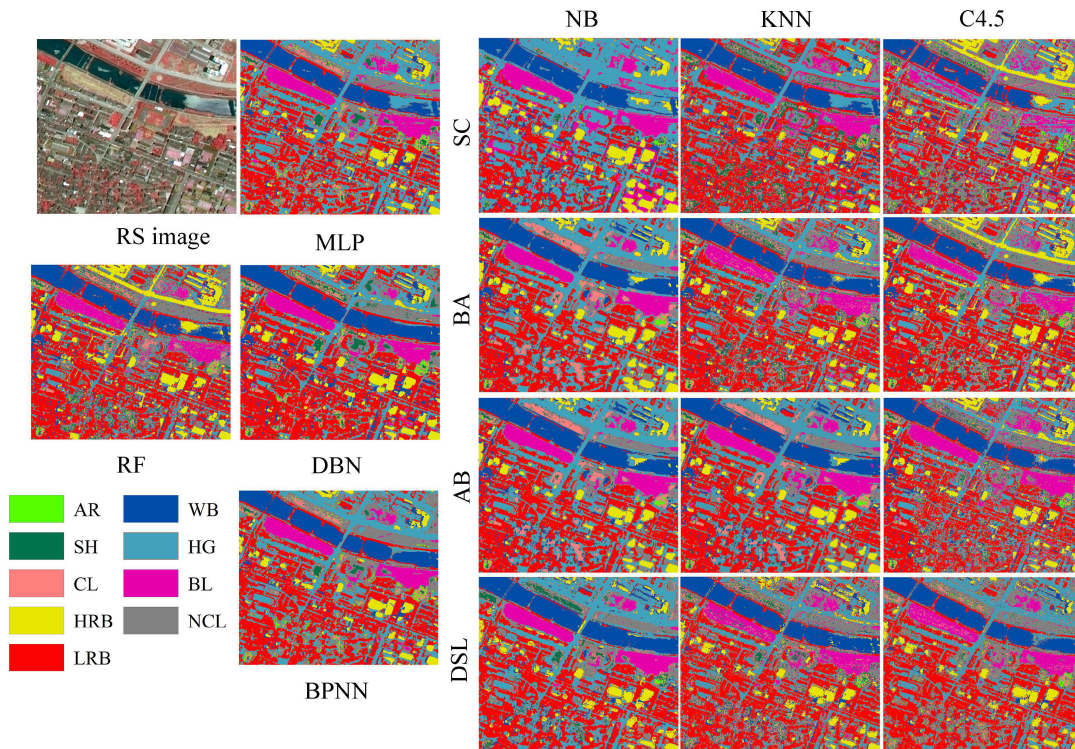 NB KNN C4.5
SC
RS image MLP
BA
RF DBN
AB
AR WB
SH HG
CL BL
HRB NCL
LRB
BPNN
DSL